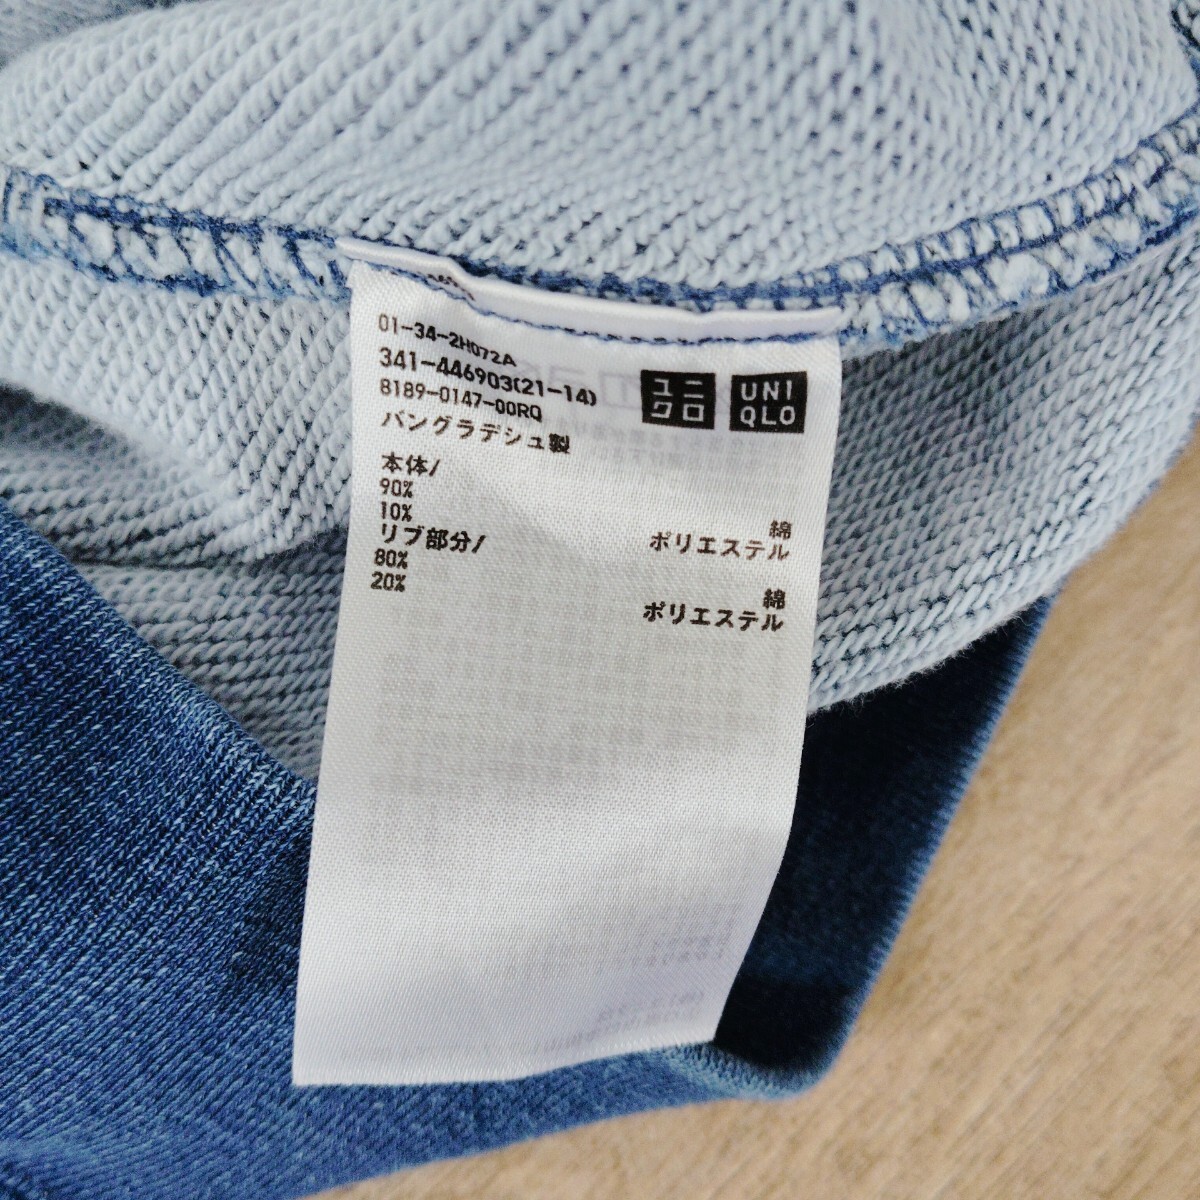 01-34-2H072A
341-446903(21-14)
8189-0147-00RQ
バングラデシュ製
ユニ
クロ
UNI
QLO
本体/
90% 綿
10% ポリエステル
リブ部分/
80% 綿
20% ポリエステル